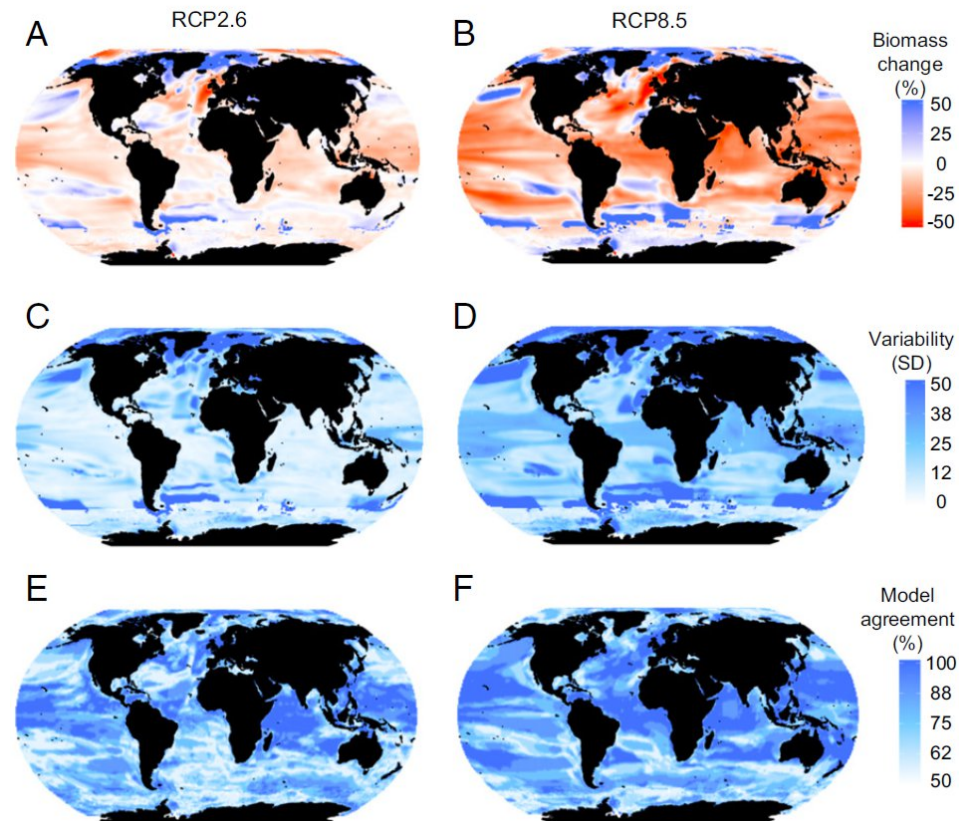 RCP2.6
RCP8.5
A
B
Biomass
change
(%)
50
25
0
-25
-50
C
D
Variability
(SD)
50
38
25
12
0
E
F
Model
agreement
(%)
100
88
75
62
50